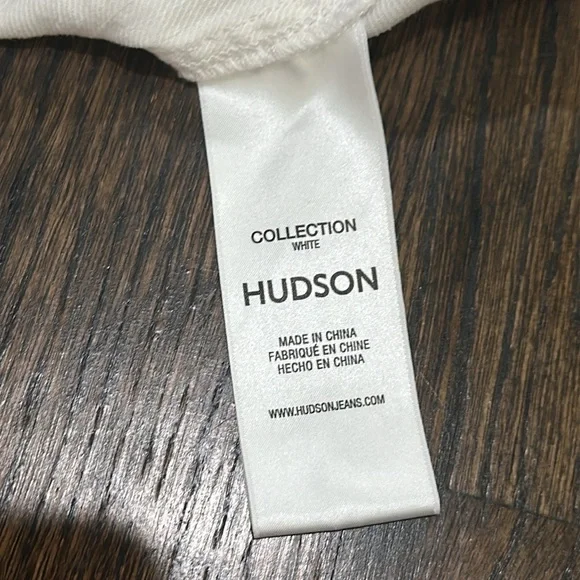 COLLECTION
WHITE
HUDSON
MADE IN CHINA
FABRIQUÉ EN CHINE
HECHO EN CHINA
WWW.HUDSONJEANS.COM